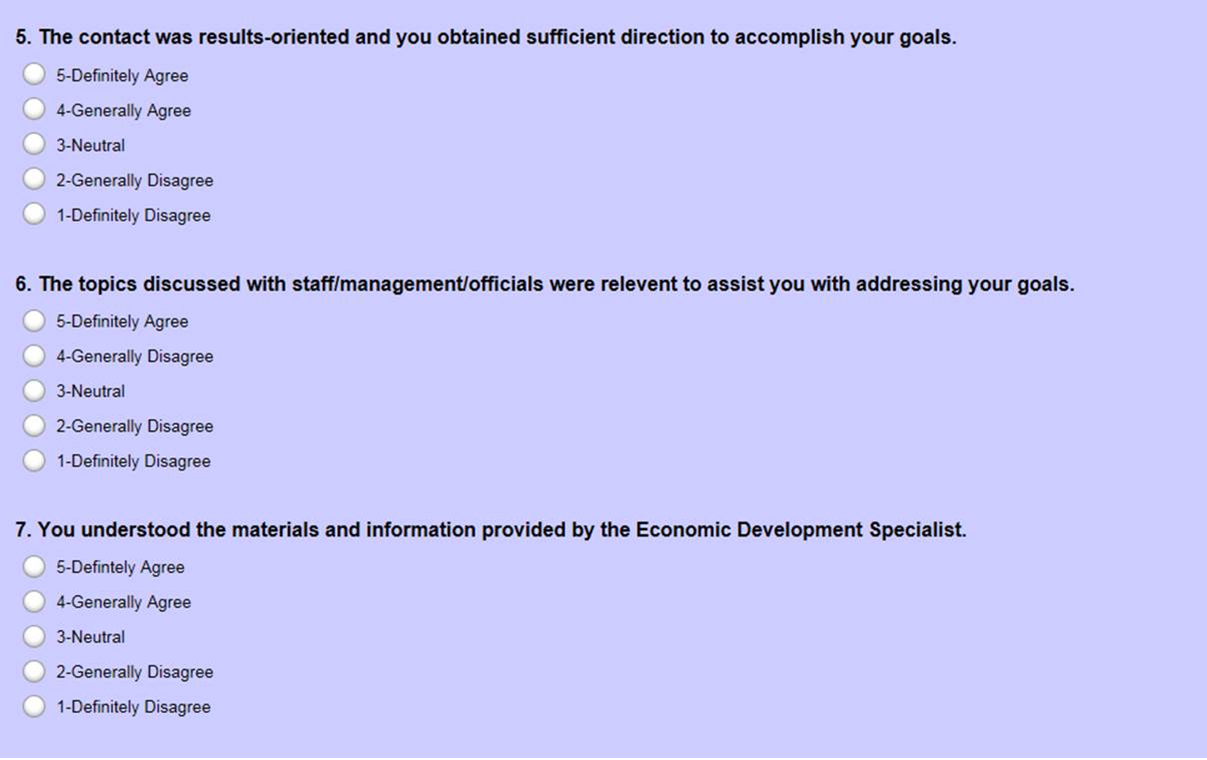 5. The contact was results-oriented and you obtained sufficient direction to accomplish your goals.
5-Definitely Agree
4-Generally Agree
3-Neutral
2-Generally Disagree
1-Definitely Disagree
6. The topics discussed with staff/management/officials were relevent to assist you with addressing your goals.
5-Definitely Agree
4-Generally Disagree
3-Neutral
2-Generally Disagree
1-Definitely Disagree
7. You understood the materials and information provided by the Economic Development Specialist.
5-Defintely Agree
4-Generally Agree
3-Neutral
2-Generally Disagree
1-Definitely Disagree